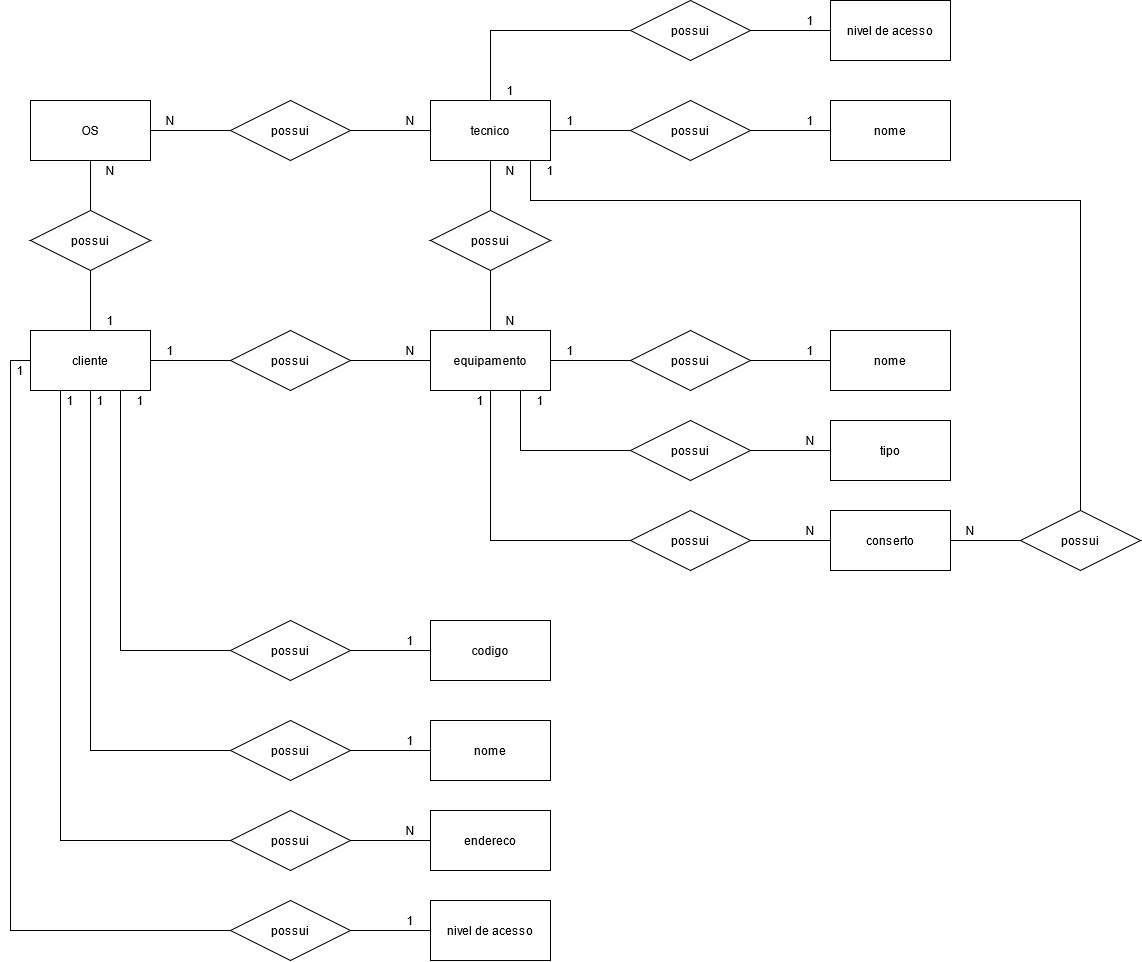 possui
1
nivel de acesso
1
OS
N
possui
N
tecnico
1
possui
1
nome
N
N
1
possui
possui
1
N
cliente
1
possui
N
equipamento
1
possui
1
nome
1
1
1
1
1
1
possui
N
tipo
possui
N
conserto
N
possui
possui
1
codigo
possui
1
nome
possui
N
endereco
possui
1
nivel de acesso